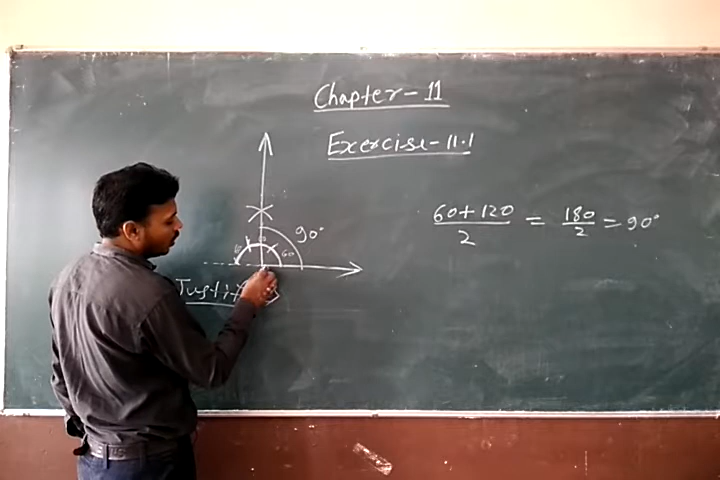 Chapter-11
Exercise-11.1
60+120/2 = 180/2 = 90°
90°
60